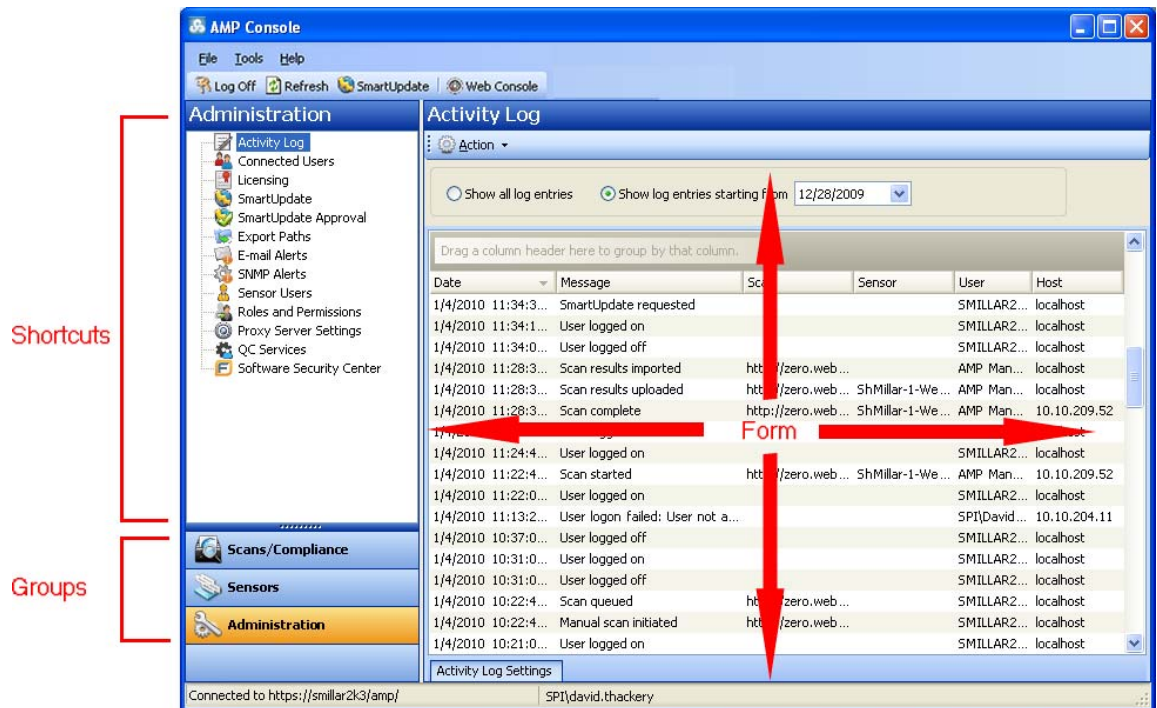 AMP Console
File Tools Help
Log Off Refresh SmartUpdate Web Console
Administration
Activity Log
Connected Users
Licensing
SmartUpdate
SmartUpdate Approval
Export Paths
E-mail Alerts
SNMP Alerts
Sensor Users
Roles and Permissions
Proxy Server Settings
QC Services
Software Security Center
Shortcuts
Scans/Compliance
Sensors
Administration
Groups
Activity Log
Action
Show all log entries Show log entries starting from 12/28/2009
Drag a column header here to group by that column.
Date Message Sensor User Host
1/4/2010 11:34:3... SmartUpdate requested SMILLAR2... localhost
1/4/2010 11:34:1... User logged on SMILLAR2... localhost
1/4/2010 11:34:0... User logged off SMILLAR2... localhost
1/4/2010 11:28:3... Scan results imported AMP Man... localhost
1/4/2010 11:28:3... Scan results uploaded ShMillar-1-We... AMP Man... localhost
1/4/2010 11:28:3... Scan complete http://zero.web... ShMillar-1-We... AMP Man... 10.10.209.52
Form
1/4/2010 11:24:4... User logged on SMILLAR2... localhost
1/4/2010 11:22:4... Scan started ShMillar-1-We... AMP Man... 10.10.209.52
1/4/2010 11:22:0... User logged on SMILLAR2... localhost
1/4/2010 11:13:2... User logon failed: User not a... SPI\David... 10.10.204.11
1/4/2010 10:37:0... User logged off SMILLAR2... localhost
1/4/2010 10:31:0... User logged on SMILLAR2... localhost
1/4/2010 10:31:0... User logged off SMILLAR2... localhost
1/4/2010 10:22:4... Scan queued SMILLAR2... localhost
1/4/2010 10:22:4... Manual scan initiated SMILLAR2... localhost
1/4/2010 10:21:0... User logged on SMILLAR2... localhost
Activity Log Settings
Connected to https://smillar2k3/amp/ SPI\david.thackery